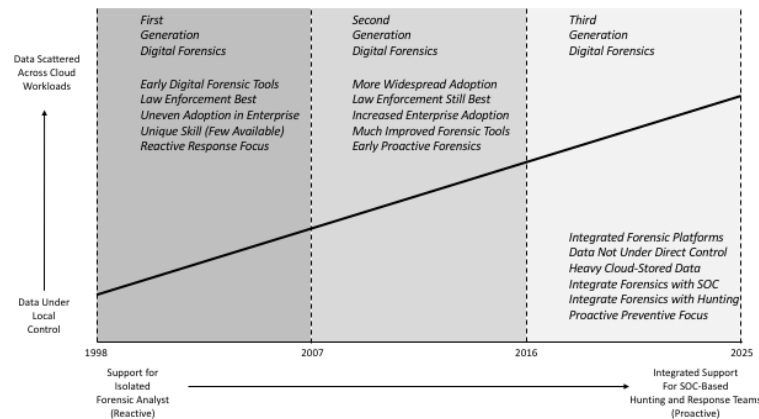 First
Generation
Digital Forensics
Early Digital Forensic Tools
Law Enforcement Best
Uneven Adoption in Enterprise
Unique Skill (Few Available)
Reactive Response Focus
Second
Generation
Digital Forensics
More Widespread Adoption
Law Enforcement Still Best
Increased Enterprise Adoption
Much Improved Forensic Tools
Early Proactive Forensics
Third
Generation
Digital Forensics
Integrated Forensic Platforms
Data Not Under Direct Control
Heavy Cloud-Stored Data
Integrate Forensics with SOC
Integrate Forensics with Hunting
Proactive Preventive Focus
Data Scattered
Across Cloud
Workloads
Data Under
Local
Control
1998
2007
2016
2025
Support for
Isolated
Forensic Analyst
(Reactive)
Integrated Support
For SOC-Based
Hunting and Response Teams
(Proactive)